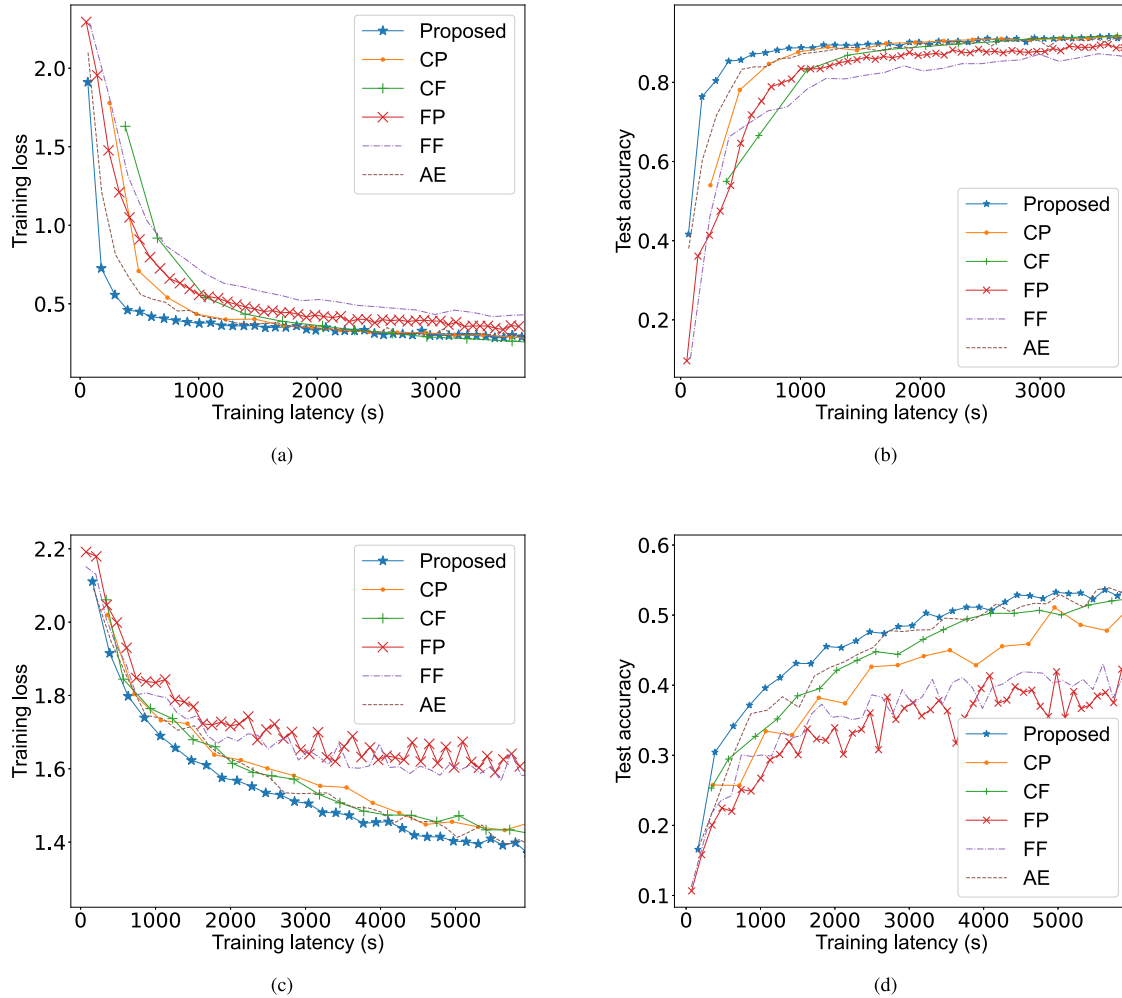 Training loss
2.0
1.5
1.0
0.5
0
1000
2000
3000
Training latency (s)
Proposed
CP
CF
FP
FF
AE
(a)
Test accuracy
0.8
0.6
0.4
0.2
0
1000
2000
3000
Training latency (s)
Proposed
CP
CF
FP
FF
AE
(b)
Training loss
2.2
2.0
1.8
1.6
1.4
0
1000
2000
3000
4000
5000
Training latency (s)
Proposed
CP
CF
FP
FF
AE
(c)
Test accuracy
0.6
0.5
0.4
0.3
0.2
0.1
0
1000
2000
3000
4000
5000
Training latency (s)
Proposed
CP
CF
FP
FF
AE
(d)